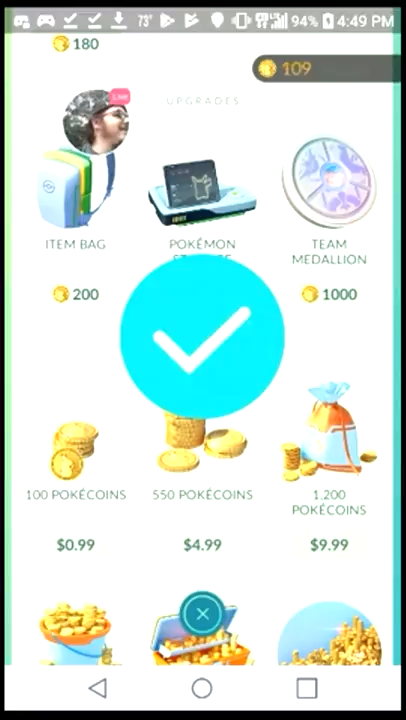 73° 94% 4:49 PM
180
109
Live
UPGRADES
ITEM BAG
POKÉMON
TEAM
MEDALLION
200
1000
100 POKÉCOINS
550 POKÉCOINS
1,200
POKÉCOINS
$0.99
$4.99
$9.99